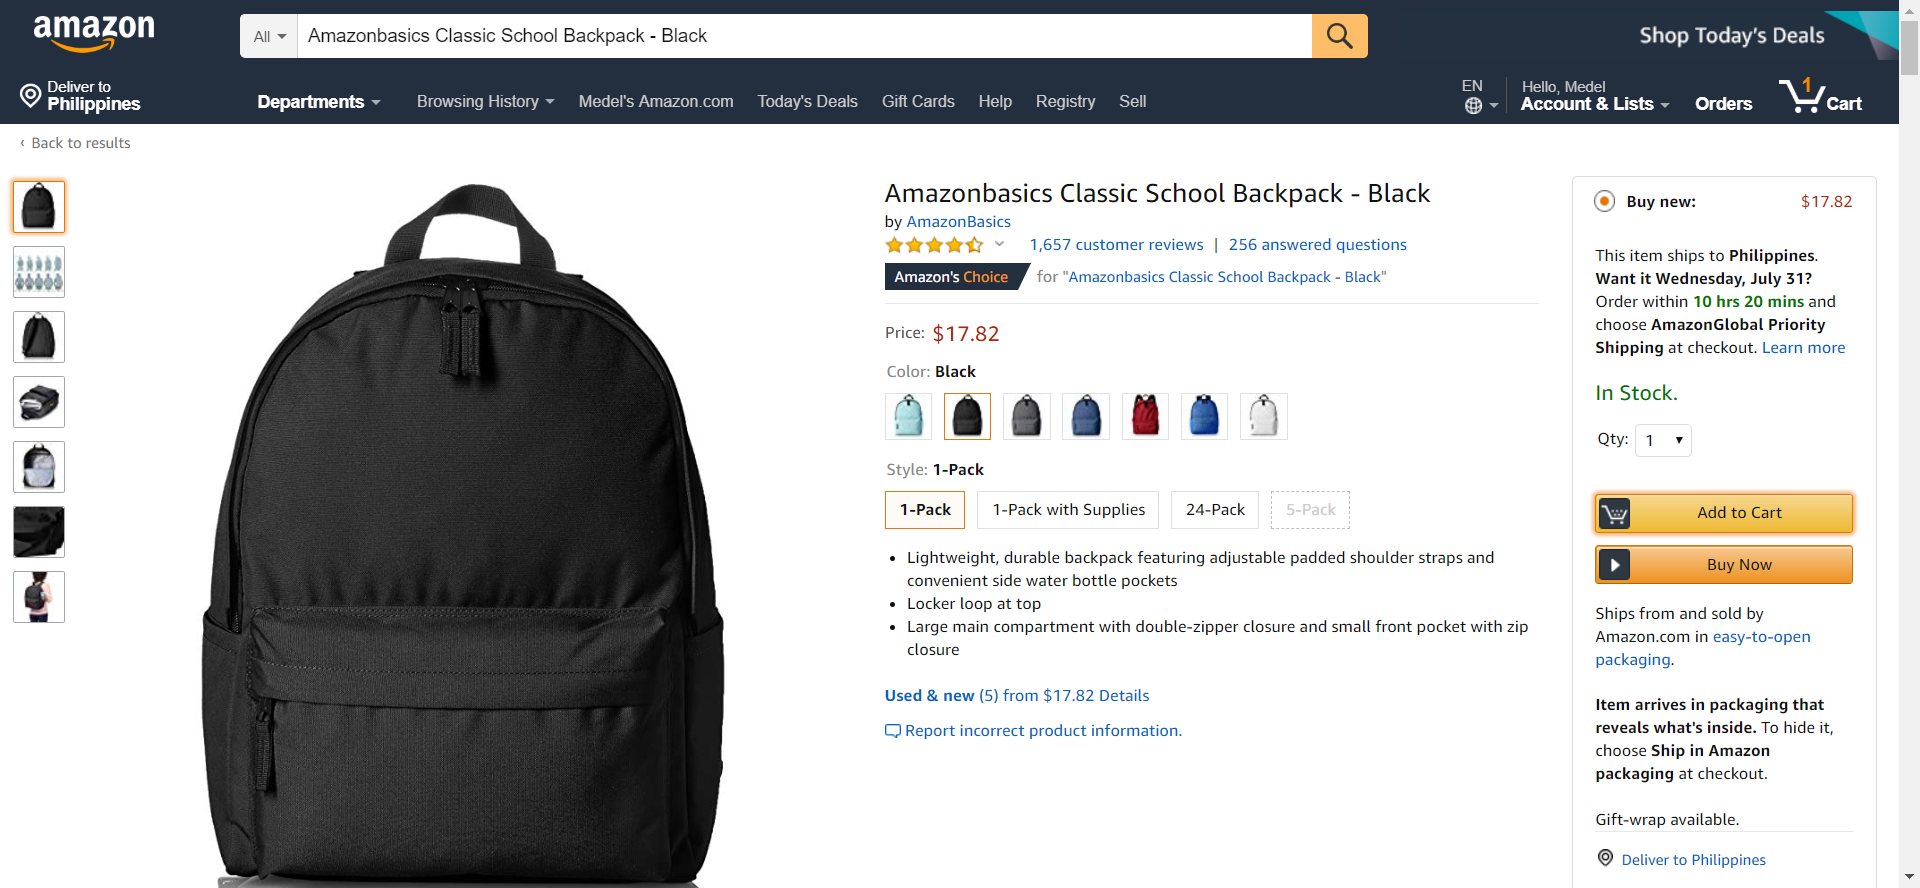 amazon
All
Amazonbasics Classic School Backpack - Black
Shop Today's Deals
Deliver to
Philippines
Departments
Browsing History
Medel's Amazon.com
Today's Deals
Gift Cards
Help
Registry
Sell
EN
Hello, Medel
Account & Lists
Orders
1
Cart
‹ Back to results
Amazonbasics Classic School Backpack - Black
by AmazonBasics
1,657 customer reviews | 256 answered questions
Amazon's Choice for "Amazonbasics Classic School Backpack - Black"
Price: $17.82
Color: Black
Style: 1-Pack
1-Pack
1-Pack with Supplies
24-Pack
5-Pack
• Lightweight, durable backpack featuring adjustable padded shoulder straps and
convenient side water bottle pockets
• Locker loop at top
• Large main compartment with double-zipper closure and small front pocket with zip
closure
Used & new (5) from $17.82 Details
Report incorrect product information.
Buy new: $17.82
This item ships to Philippines.
Want it Wednesday, July 31?
Order within 10 hrs 20 mins and
choose AmazonGlobal Priority
Shipping at checkout. Learn more
In Stock.
Qty: 1
Add to Cart
Buy Now
Ships from and sold by
Amazon.com in easy-to-open
packaging.
Item arrives in packaging that
reveals what's inside. To hide it,
choose Ship in Amazon
packaging at checkout.
Gift-wrap available.
Deliver to Philippines